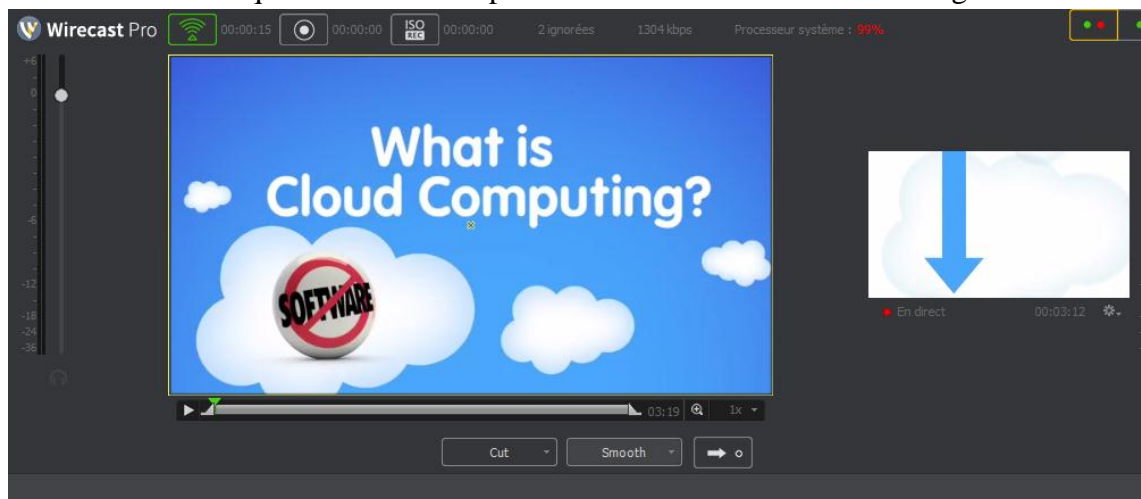 Wirecast Pro 00:00:15 ISO REC 00:00:00 00:00:00 2 ignorées 1304 kbps Processeur système : 99%
+6
0
-6
-12
-18
-24
-36
What is
Cloud Computing?
SOFTWARE
En direct 00:03:12
03:19 1x
Cut Smooth